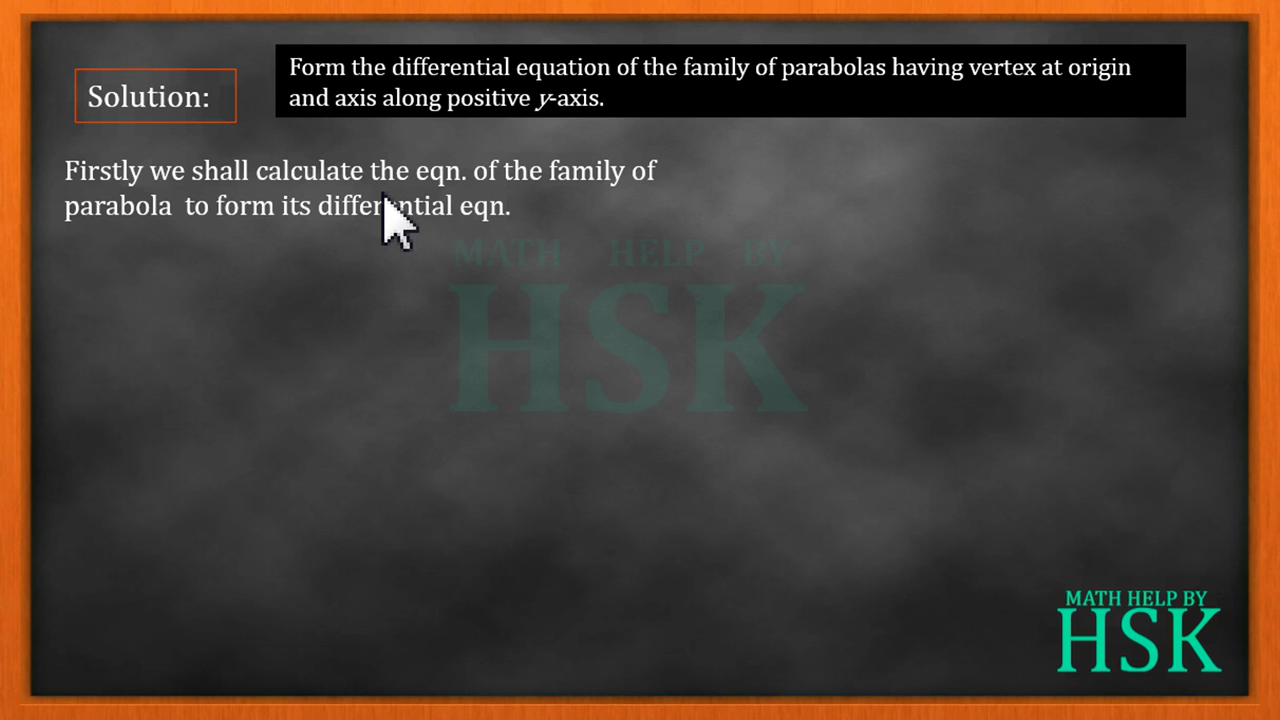 Solution:
Form the differential equation of the family of parabolas having vertex at origin
and axis along positive y-axis.
Firstly we shall calculate the eqn. of the family of
parabola to form its differential eqn.
MATH HELP BY
HSK
MATH HELP BY
HSK